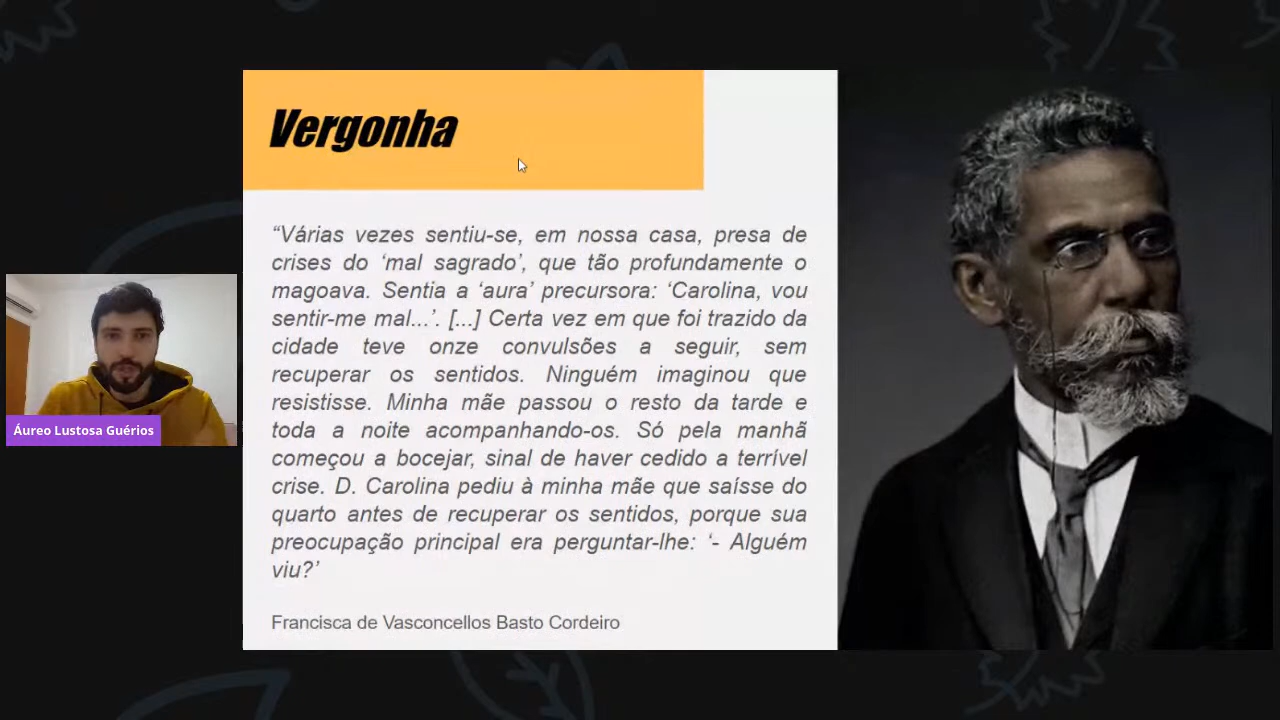 Vergonha
“Várias vezes sentiu-se, em nossa casa, presa de
crises do ‘mal sagrado’, que tão profundamente o
magoava. Sentia a ‘aura’ precursora: ‘Carolina, vou
sentir-me mal...’. [...] Certa vez em que foi trazido da
cidade teve onze convulsões a seguir, sem
recuperar os sentidos. Ninguém imaginou que
resistisse. Minha mãe passou o resto da tarde e
toda a noite acompanhando-os. Só pela manhã
começou a bocejar, sinal de haver cedido a terrível
crise. D. Carolina pediu à minha mãe que saísse do
quarto antes de recuperar os sentidos, porque sua
preocupação principal era perguntar-lhe: ‘- Alguém
viu?’
Francisca de Vasconcellos Basto Cordeiro
Áureo Lustosa Guérios